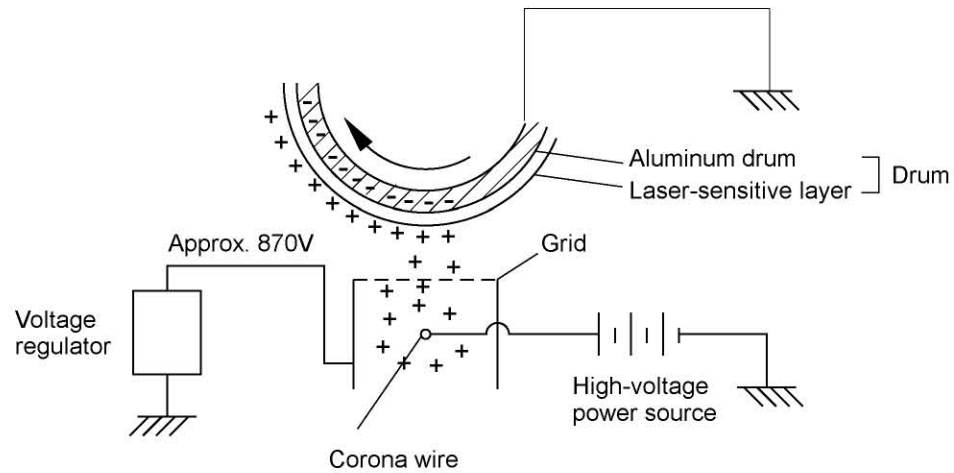 Aluminum drum
Laser-sensitive layer
Drum
Approx. 870V
Grid
Voltage
regulator
High-voltage
power source
Corona wire